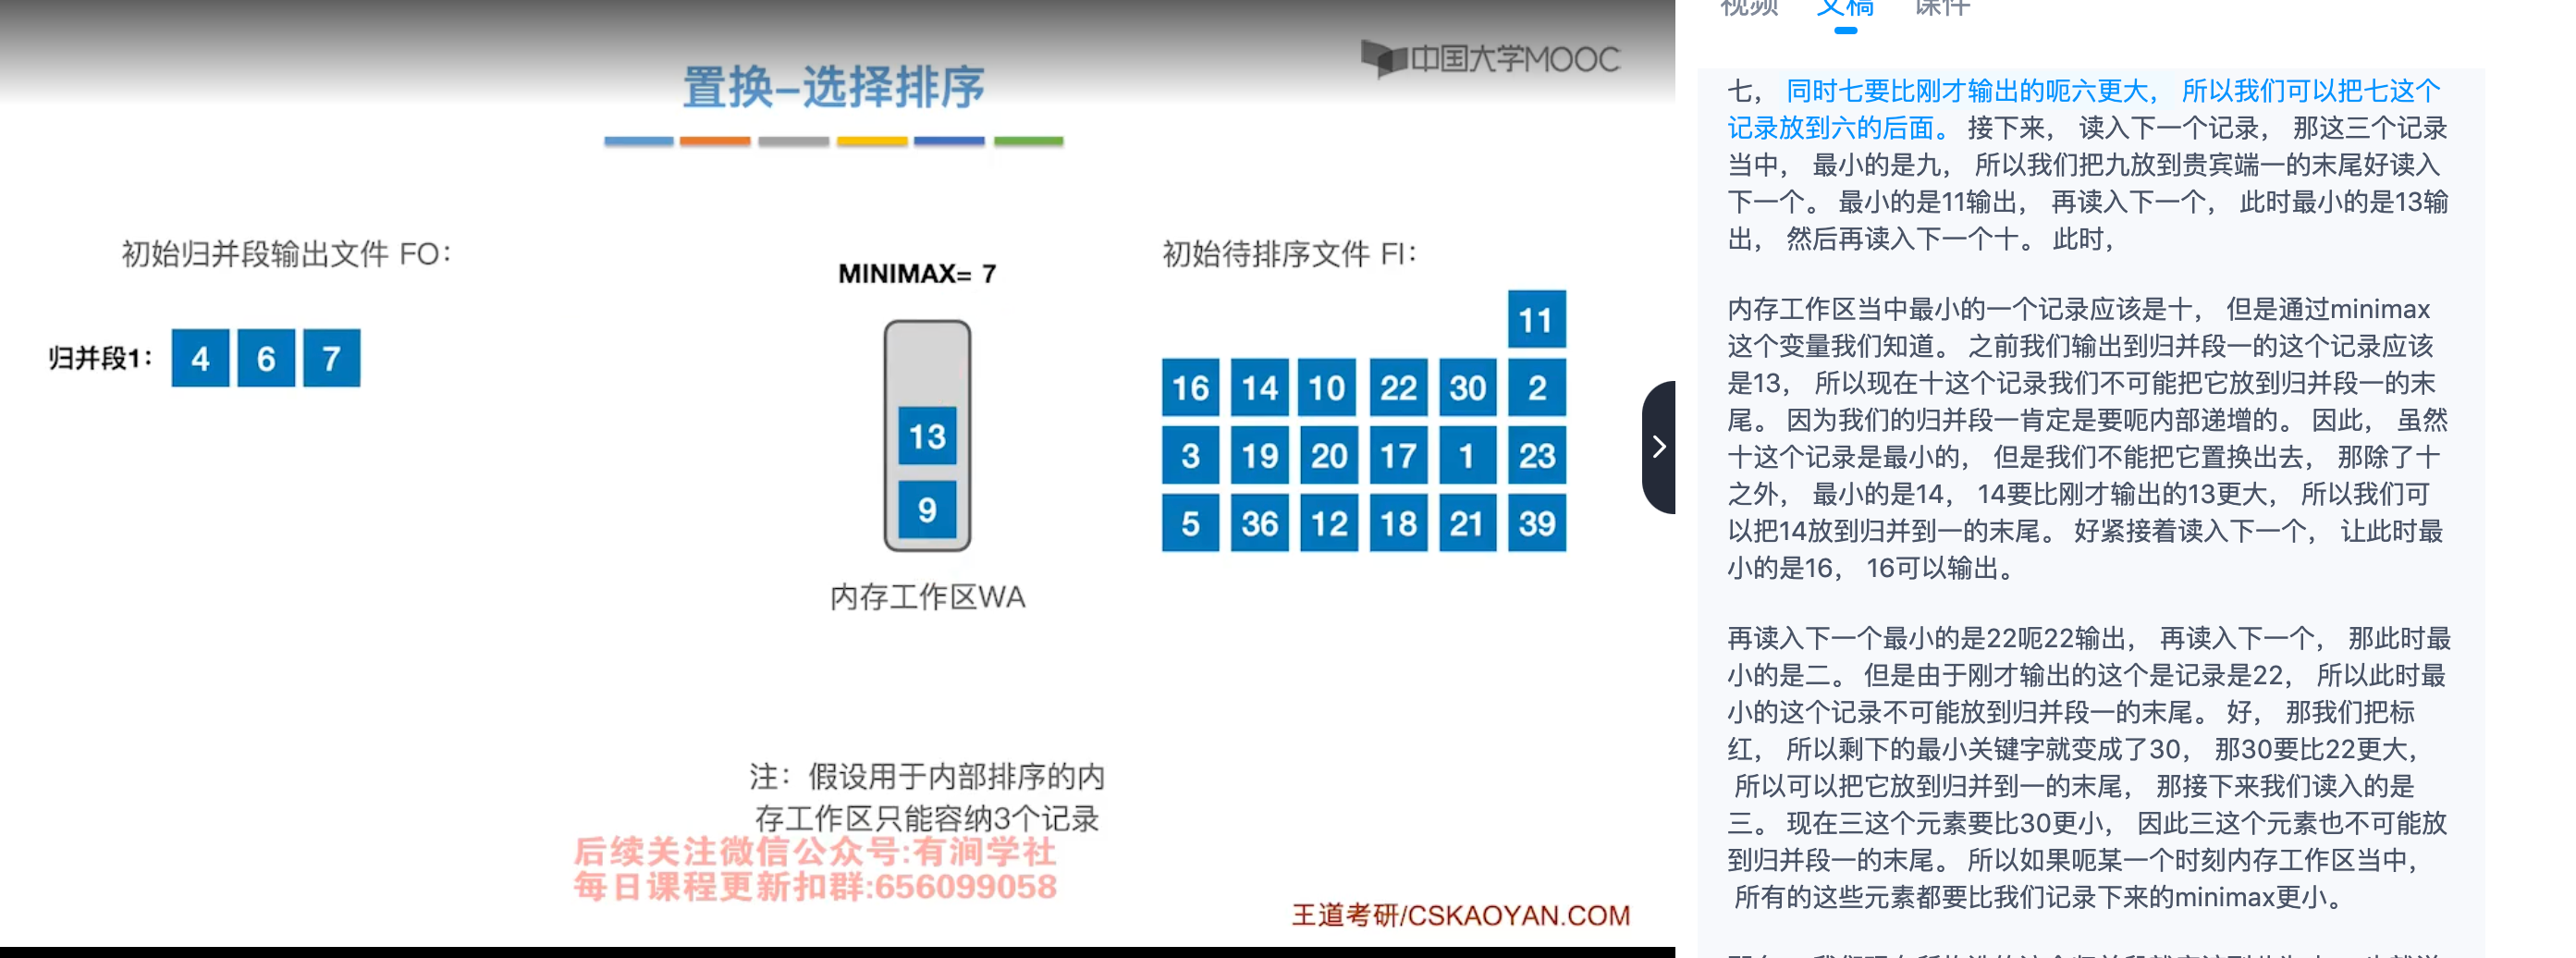 中国大学MOOC
置换–选择排序
初始归并段输出文件 FO：
归并段1： 4 6 7
MINIMAX= 7
13
9
内存工作区WA
初始待排序文件 FI：
11
16 14 10 22 30 2
3 19 20 17 1 23
5 36 12 18 21 39
注：假设用于内部排序的内
存工作区只能容纳3个记录
后续关注微信公众号:有涧学社
每日课程更新扣群:656099058
王道考研/CSKAOYAN.COM
视频 文稿 课件
七， 同时七要比刚才输出的呃六更大， 所以我们可以把七这个
记录放到六的后面。 接下来， 读入下一个记录， 那这三个记录
当中， 最小的是九， 所以我们把九放到贵宾端一的末尾好读入
下一个。 最小的是11输出， 再读入下一个， 此时最小的是13输
出， 然后再读入下一个十。 此时，
内存工作区当中最小的一个记录应该是十， 但是通过minimax
这个变量我们知道。 之前我们输出到归并段一的这个记录应该
是13， 所以现在十这个记录我们不可能把它放到归并段一的末
尾。 因为我们的归并段一肯定是要呃内部递增的。 因此， 虽然
十这个记录是最小的， 但是我们不能把它置换出去， 那除了十
之外， 最小的是14， 14要比刚才输出的13更大， 所以我们可
以把14放到归并到一的末尾。 好紧接着读入下一个， 让此时最
小的是16， 16可以输出。
再读入下一个最小的是22呃22输出， 再读入下一个， 那此时最
小的是二。 但是由于刚才输出的这个是记录是22， 所以此时最
小的这个记录不可能放到归并段一的末尾。 好， 那我们把标
红， 所以剩下的最小关键字就变成了30， 那30要比22更大，
所以可以把它放到归并到一的末尾， 那接下来我们读入的是
三。 现在三这个元素要比30更小， 因此三这个元素也不可能放
到归并段一的末尾。 所以如果呃某一个时刻内存工作区当中，
所有的这些元素都要比我们记录下来的minimax更小。